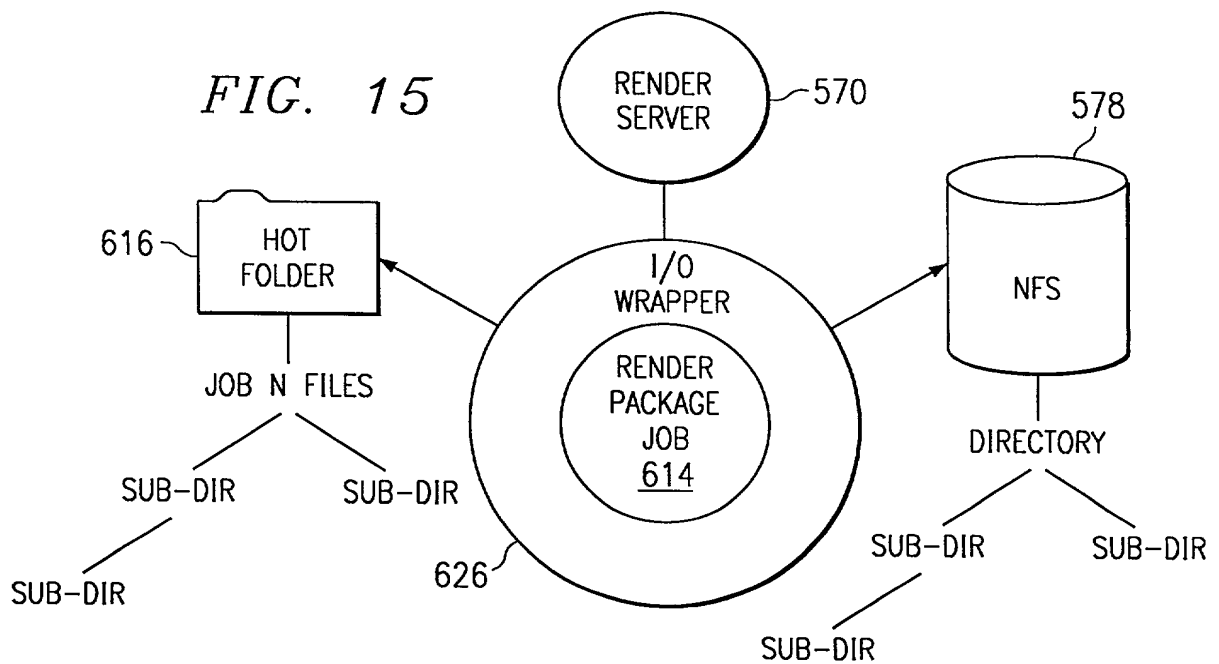 FIG. 15
RENDER
SERVER
570
578
616
HOT
FOLDER
I/O
WRAPPER
NFS
JOB N FILES
RENDER
PACKAGE
JOB
614
DIRECTORY
SUB-DIR
SUB-DIR
SUB-DIR
626
SUB-DIR
SUB-DIR
SUB-DIR